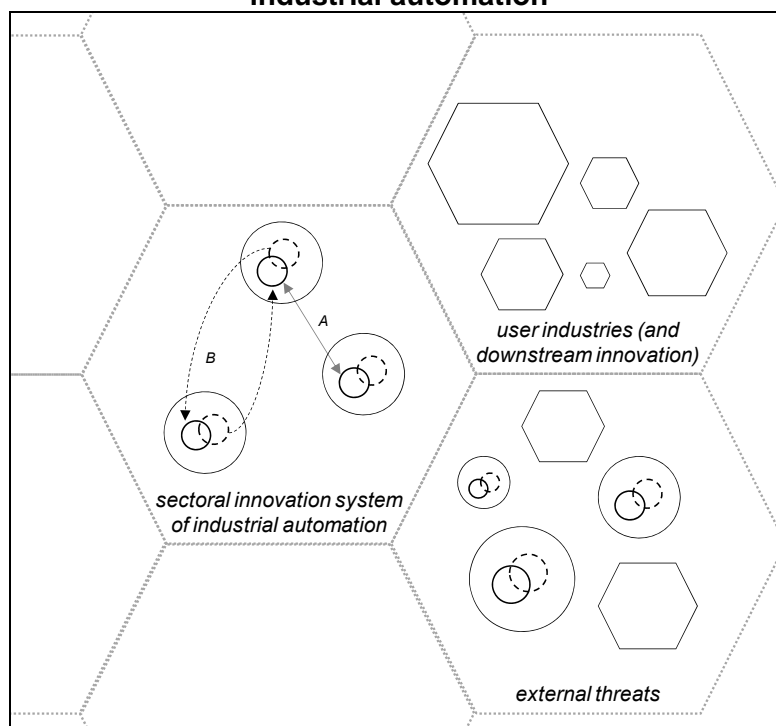 industrial automation
A
B
user industries (and
downstream innovation)
sectoral innovation system
of industrial automation
external threats